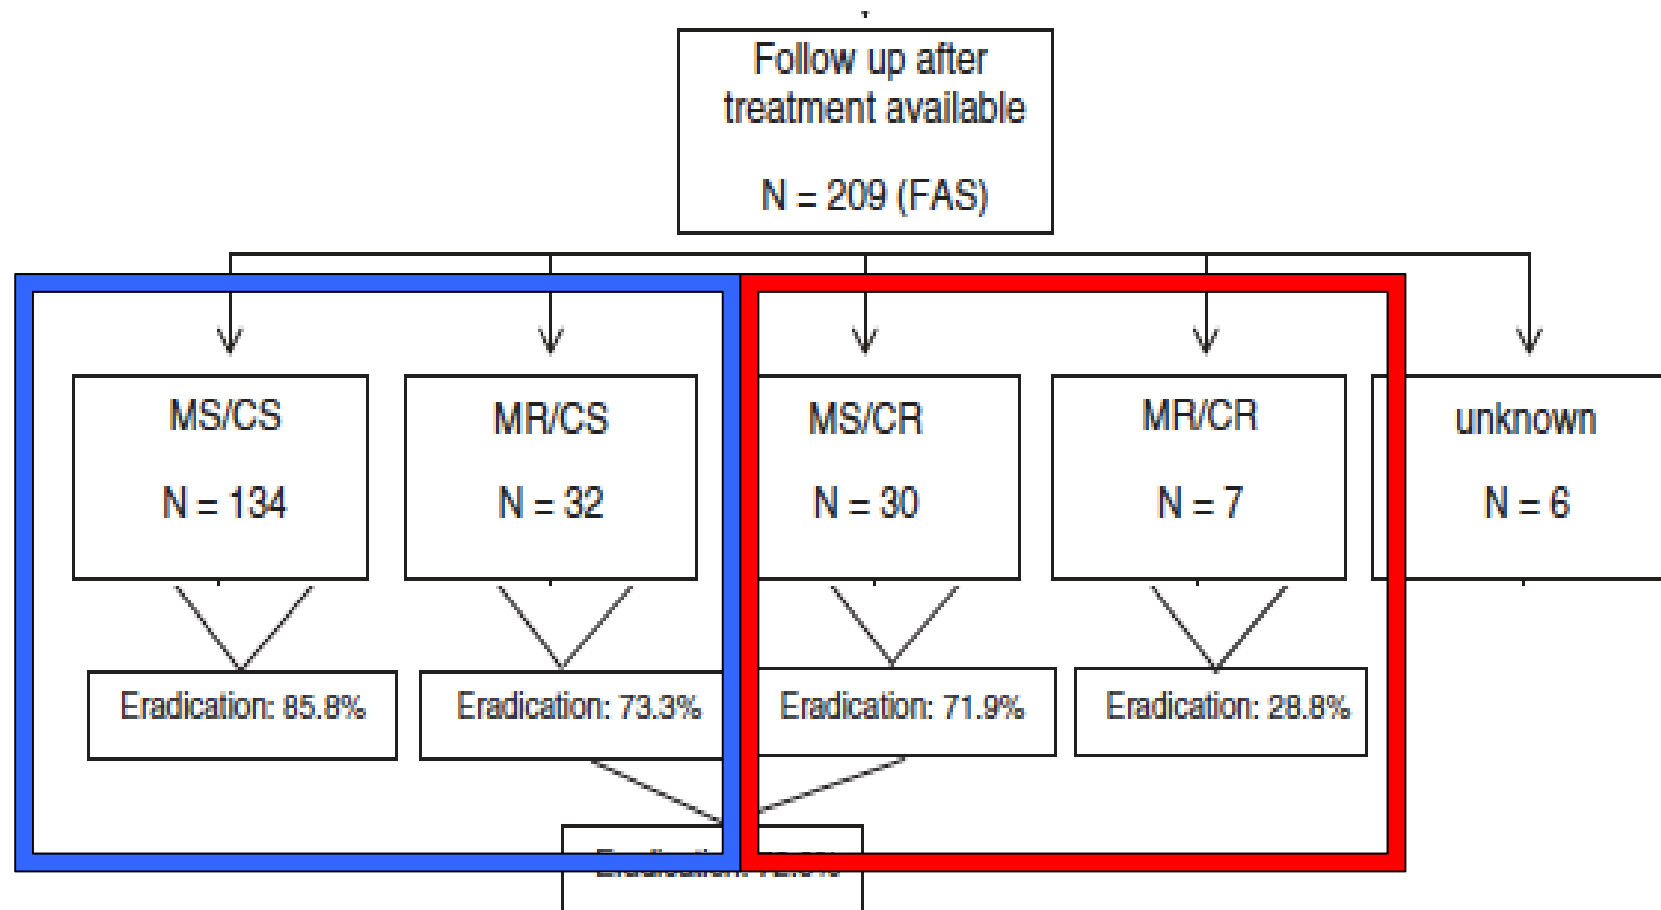 Follow up after
treatment available
N = 209 (FAS)
MS/CS
N = 134
MR/CS
N = 32
MS/CR
N = 30
MR/CR
N = 7
unknown
N = 6
Eradication: 85.8%
Eradication: 73.3%
Eradication: 71.9%
Eradication: 28.8%